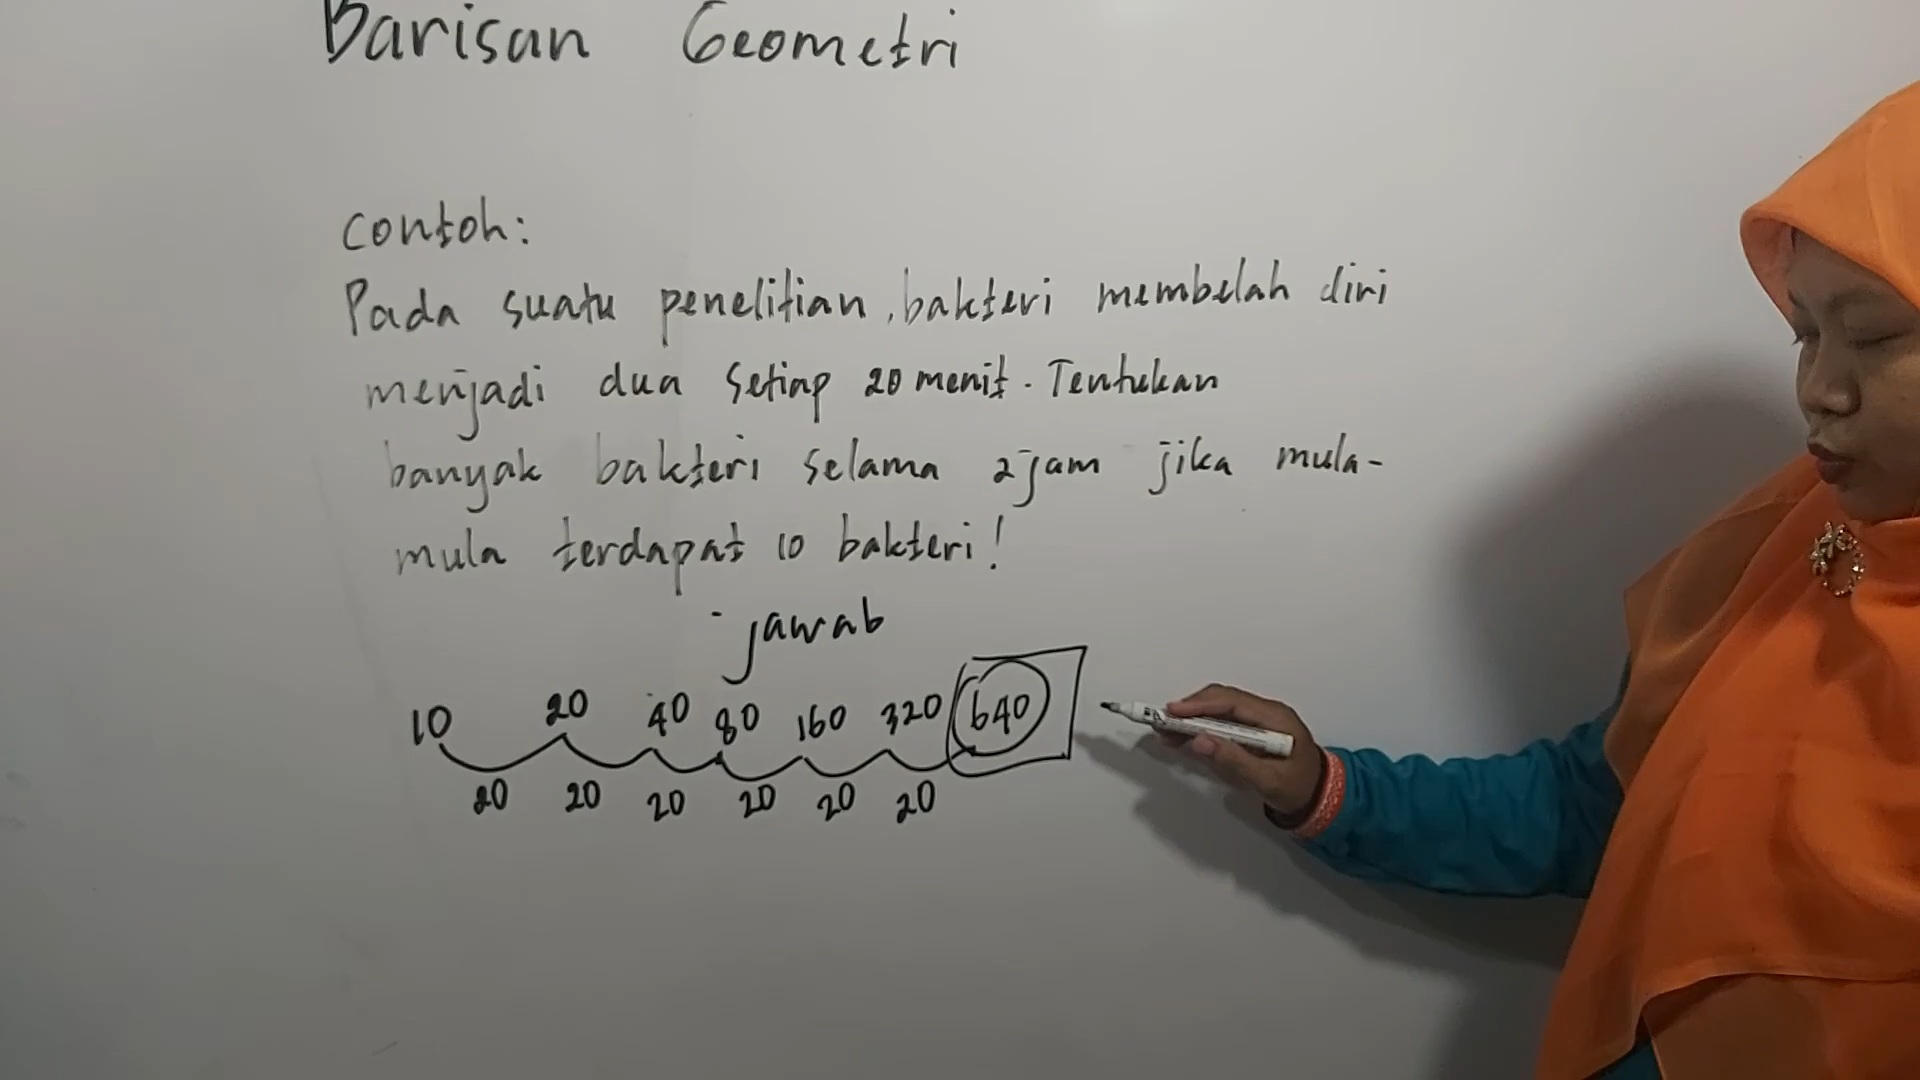 Barisan Geometri
Contoh:
Pada suatu penelitian, bakteri membelah diri
menjadi dua setiap 20 menit. Tentukan
banyak bakteri selama 2 jam jika mula-
mula terdapat 10 bakteri!
jawab
10 20 40 80 160 320 640
20 20 20 20 20 20